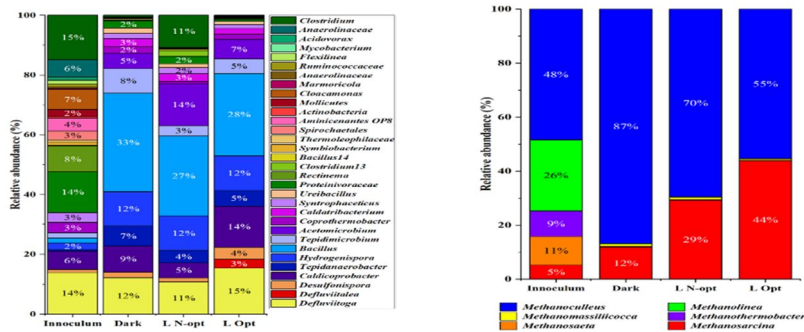 100
80
60
40
20
0
Relative abundance (%)
15%
6%
7%
2%
4%
3%
8%
14%
3%
3%
2%
6%
14%
2%
3%
2%
5%
8%
33%
12%
7%
9%
12%
11%
2%
2%
3%
14%
3%
27%
12%
4%
5%
11%
7%
5%
28%
12%
5%
14%
4%
3%
15%
Innoculum
Dark
L N-opt
L Opt
Clostridium
Anaerolinaceae
Acidovorax
Mycobacterium
Flexilinea
Ruminococcaceae
Anaerolinaceae
Marmoricola
Cloacamonas
Mollicutes
Actinobacteria
Aminicenantes OP8
Spirochaetales
Thermoleophilaceae
Symbiobacterium
Bacillus14
Clostridium13
Rectinema
Proteinivoraceae
Ureibacillus
Syntrophaceticus
Caldatribacterium
Coprothermobacter
Acetomicrobium
Tepidimicrobium
Bacillus
Hydrogenispora
Tepidanaerobacter
Caldicoprobacter
Desulfonispora
Defluviitalea
Defluviitoga
100
80
60
40
20
0
Relative abundance (%)
48%
26%
9%
11%
5%
87%
12%
70%
29%
55%
44%
Innoculum
Dark
L N-opt
L Opt
Methanoculleus
Methanolinea
Methanomassiliicocca
Methanothermobacter
Methanosaeta
Methanosarcina